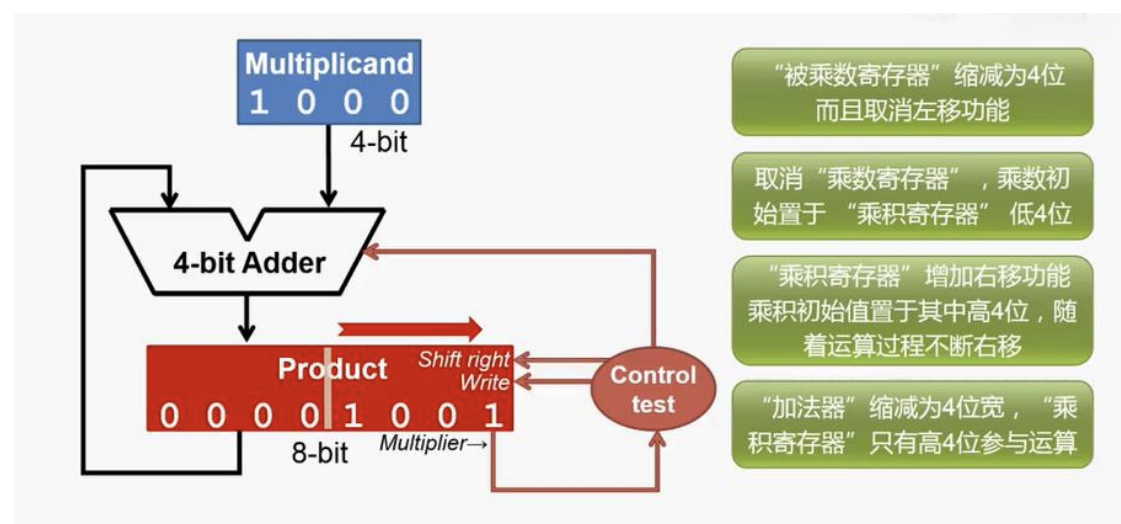 Multiplicand
1 0 0 0
4-bit
4-bit Adder
Product
Shift right
Write
0 0 0 0 1 0 0 1
8-bit
Multiplier→
Control
test
“被乘数寄存器”缩减为4位
而且取消左移功能
取消“乘数寄存器”，乘数初
始置于“乘积寄存器”低4位
“乘积寄存器”增加右移功能
乘积初始值置于其中高4位，随
着运算过程不断右移
“加法器”缩减为4位宽，“乘
积寄存器”只有高4位参与运算